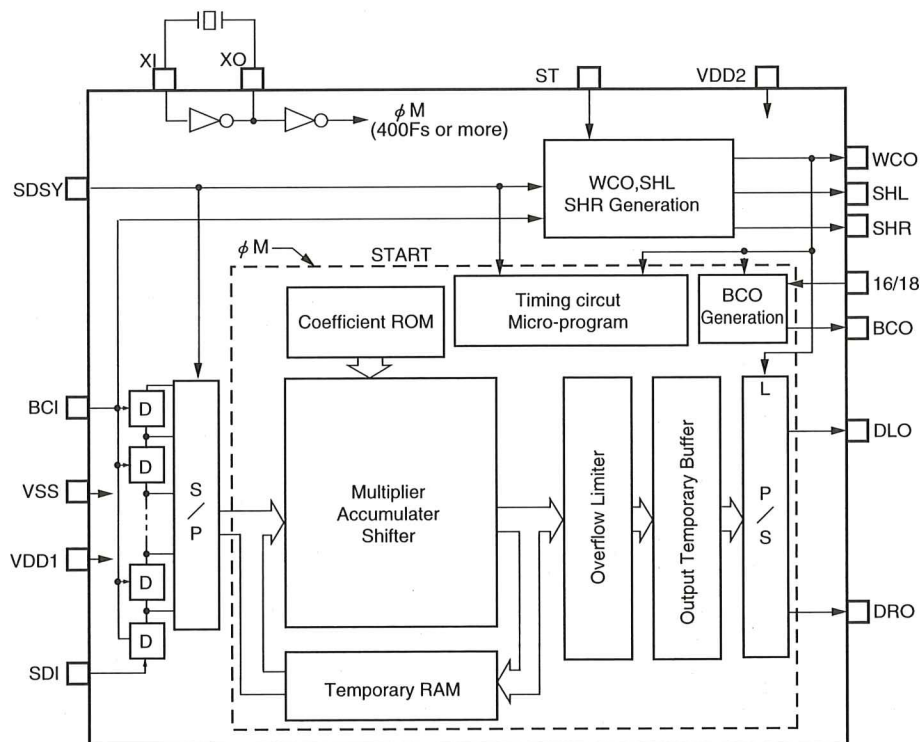 XI
XO
ST
VDD2
φM
(400Fs or more)
WCO
SDSY
WCO,SHL
SHR Generation
SHL
SHR
φM
START
16/18
Coefficient ROM
Timing circut
Micro-program
BCO
Generation
BCO
BCI
D
L
DLO
D
VSS
S/P
Multiplier
Accumulater
Shifter
Overflow Limiter
Output Temporary Buffer
P/S
VDD1
D
D
DRO
SDI
Temporary RAM